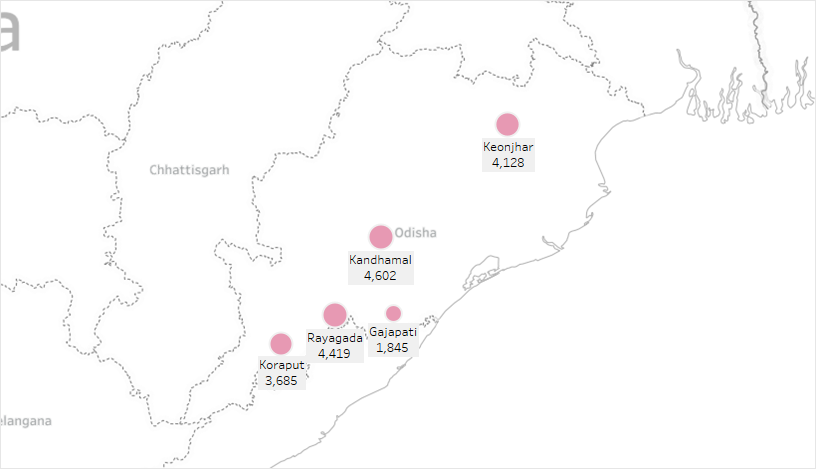 a
Keonjhar
4,128
Chhattisgarh
Odisha
Kandhamal
4,602
Rayagada
4,419
Gajapati
1,845
Koraput
3,685
elangana